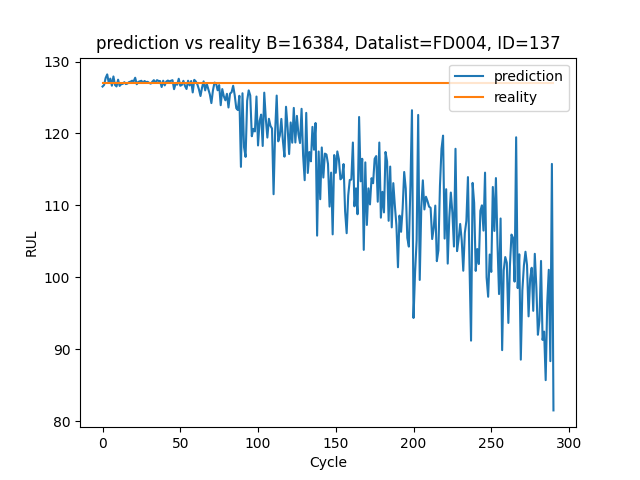 prediction vs reality B=16384, Datalist=FD004, ID=137
prediction
reality
RUL
130
120
110
100
90
80
0 50 100 150 200 250 300
Cycle